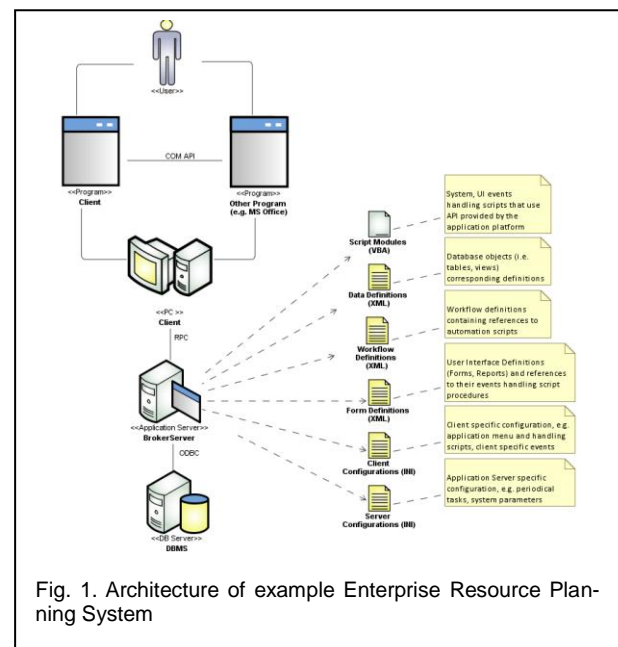 <<User>>
COM API
<<Program>>
Client
<<Program>>
Other Program
(e.g. MS Office)
<<PC >>
Client
RPC
<<Application Server>>
BrokerServer
ODBC
<<DB Server>>
DBMS
Script Modules
(VBA)
System, UI events
handling scripts that use
API provided by the
application platform
Data Definitions
(XML)
Database objects (i.e.
tables, views)
corresponding definitions
Workflow
Definitions
(XML)
Workflow definitions
containing references to
automation scripts
Form Definitions
(XML)
User Interface Definitions
(Forms, Reports) and references
to their events handling script
procedures
Client
Configurations (INI)
Client specific configuration, e.g.
application menu and handling
scripts, client specific events
Server
Configurations (INI)
Application Server specific
configuration, e.g. periodical
tasks, system parameters
Fig. 1. Architecture of example Enterprise Resource Plan-
ning System